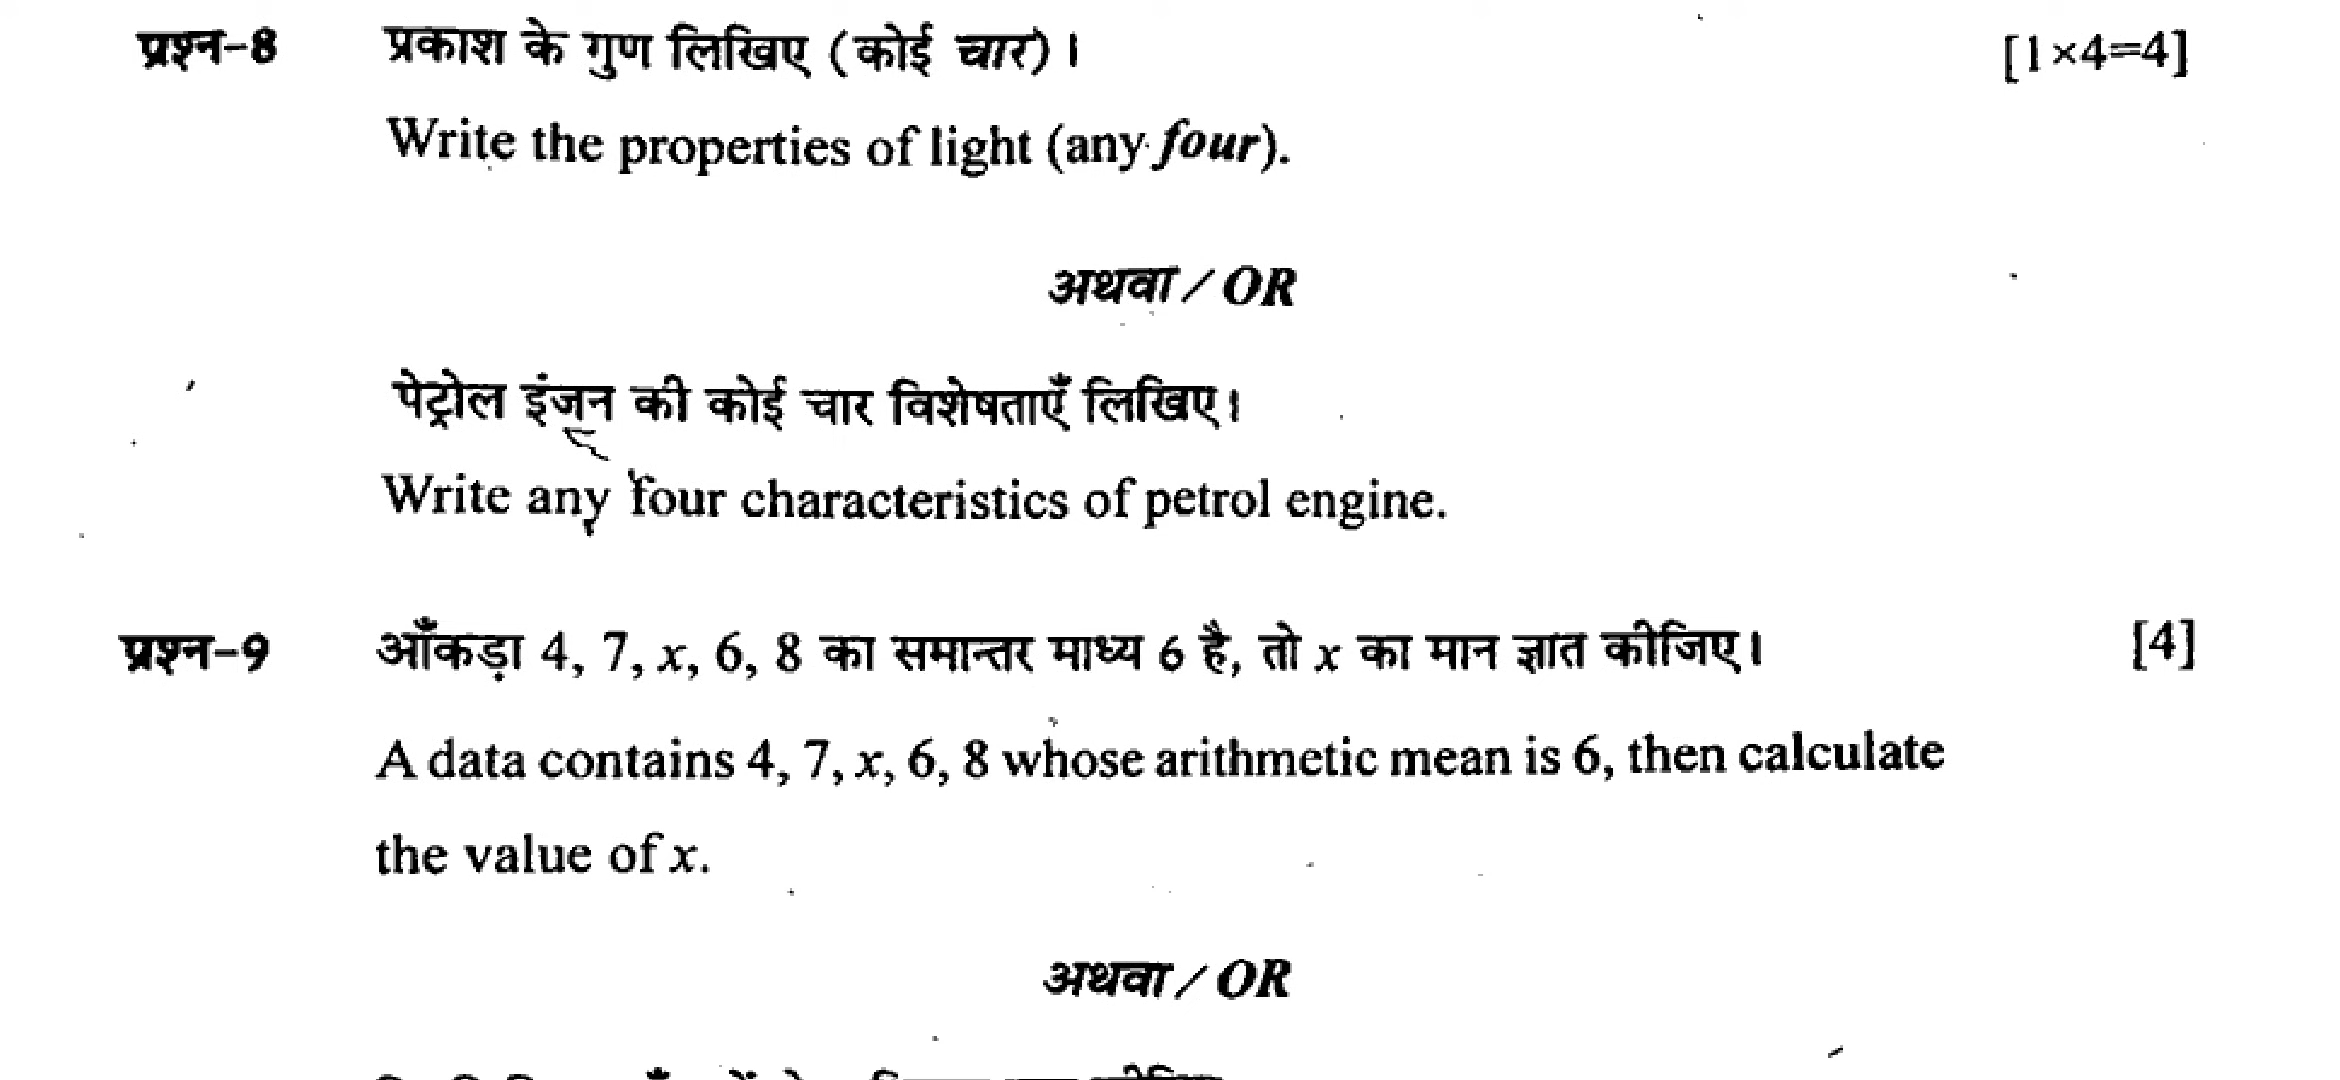 प्रश्न-8 प्रकाश के गुण लिखिए (कोई चार)। [1×4=4]
Write the properties of light (any four).
अथवा / OR
पेट्रोल इंजन की कोई चार विशेषताएँ लिखिए।
Write any four characteristics of petrol engine.
प्रश्न-9 आँकड़ा 4, 7, x, 6, 8 का समान्तर माध्य 6 है, तो x का मान ज्ञात कीजिए। [4]
A data contains 4, 7, x, 6, 8 whose arithmetic mean is 6, then calculate
the value of x.
अथवा / OR